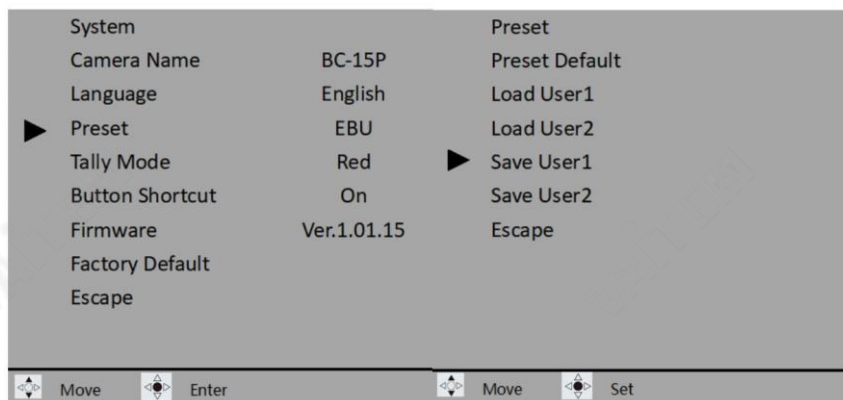 System
Camera Name BC-15P
Language English
Preset EBU
Tally Mode Red
Button Shortcut On
Firmware Ver.1.01.15
Factory Default
Escape
Move Enter
Preset
Preset Default
Load User1
Load User2
Save User1
Save User2
Escape
Move Set